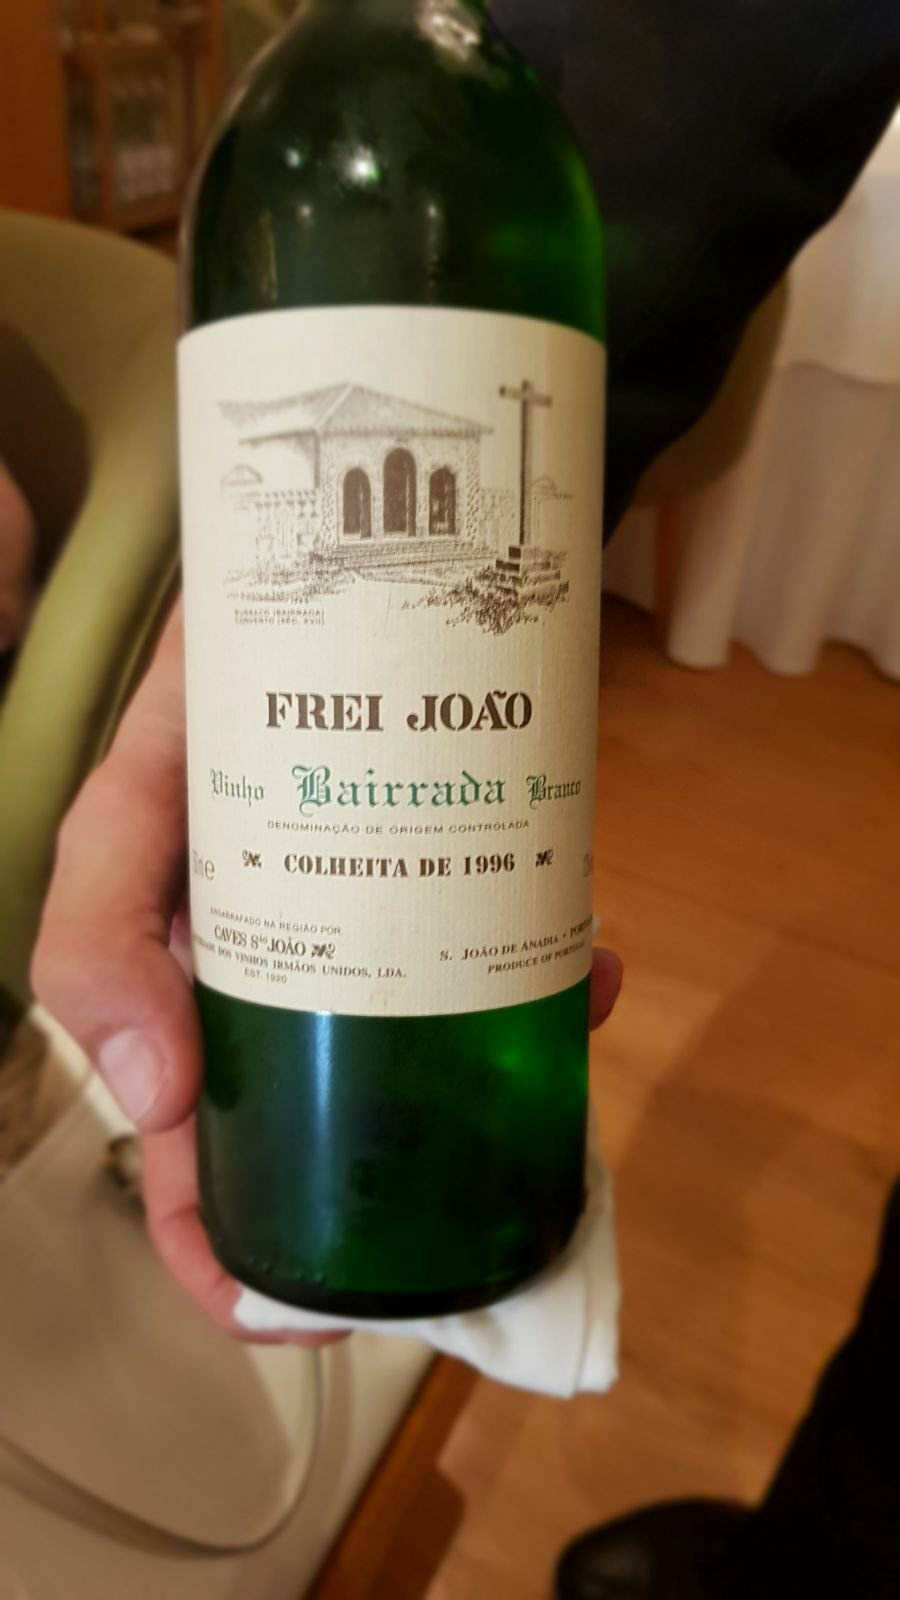 BUSSACO (BAIRRADA)
CONVENTO (SEC. XVII)
FREI JOÃO
Vinho Bairrada Branco
DENOMINAÇÃO DE ORIGEM CONTROLADA
COLHEITA DE 1996
ENGARRAFADO NA REGIÃO POR
CAVES Sto JOÃO
DOS VINHOS IRMÃOS UNIDOS, LDA.
EST. 1920
S. JOÃO DE ANADIA •
PRODUCE OF PORTUGAL